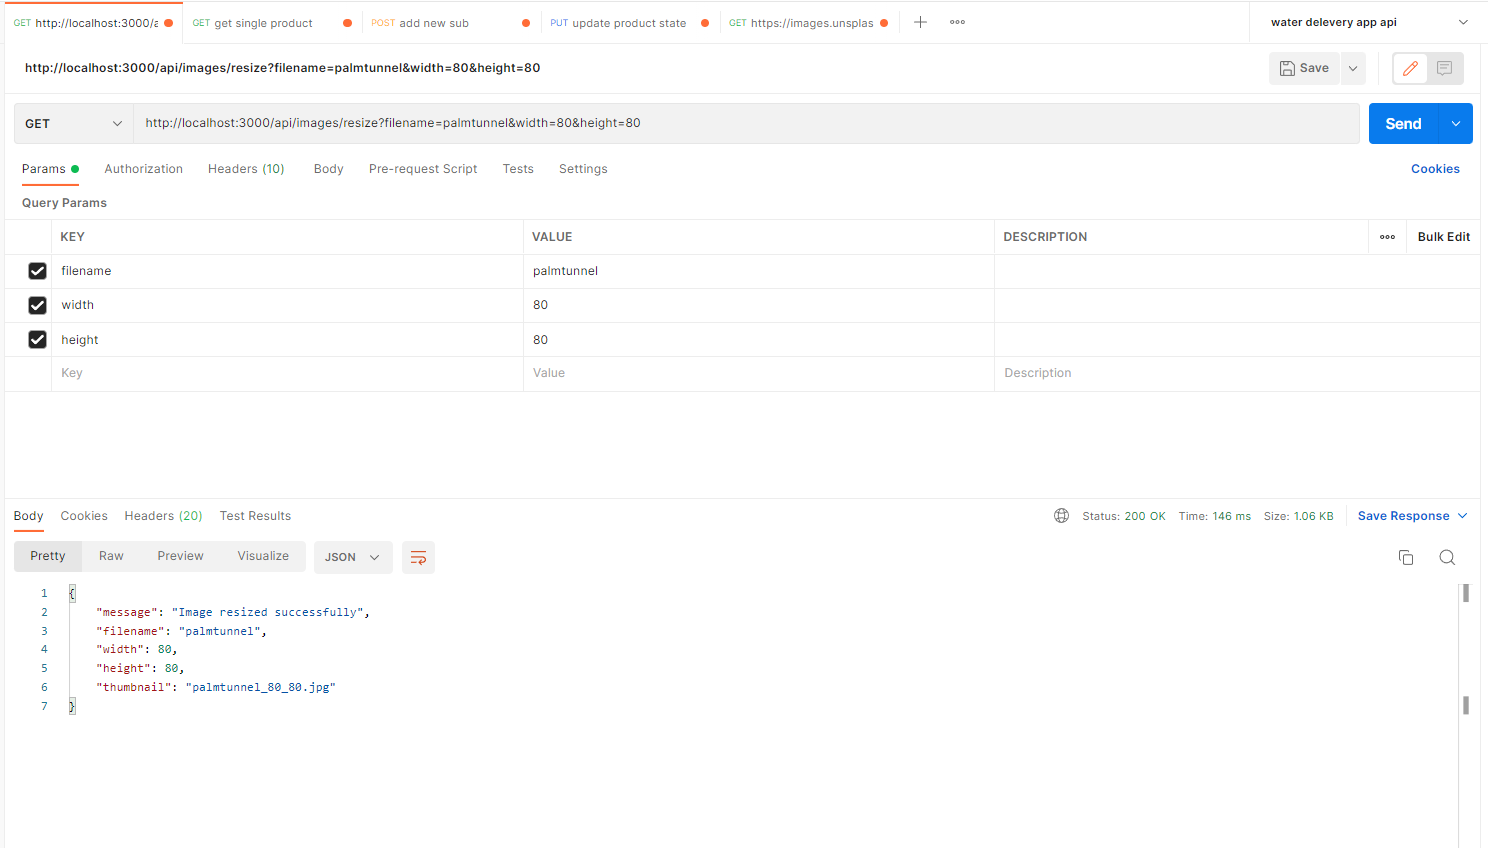 GET http://localhost:3000/a GET get single product POST add new sub PUT update product state GET https://images.unsplas water delevery app api
http://localhost:3000/api/images/resize?filename=palmtunnel&width=80&height=80 Save
GET http://localhost:3000/api/images/resize?filename=palmtunnel&width=80&height=80 Send
Params Authorization Headers (10) Body Pre-request Script Tests Settings Cookies
Query Params
KEY VALUE DESCRIPTION Bulk Edit
filename palmtunnel
width 80
height 80
Key Value Description
Body Cookies Headers (20) Test Results Status: 200 OK Time: 146 ms Size: 1.06 KB Save Response
Pretty Raw Preview Visualize JSON
1 {
2 "message": "Image resized successfully",
3 "filename": "palmtunnel",
4 "width": 80,
5 "height": 80,
6 "thumbnail": "palmtunnel_80_80.jpg"
7 }